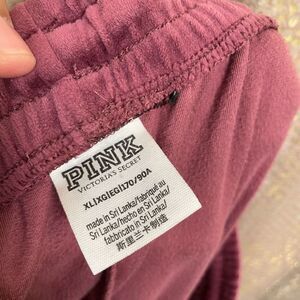 PINK
VICTORIA'S SECRET
XL|XG|EG|170/90A
made in Sri Lanka/fabriqué au
Sri Lanka/hecho en Sri Lanka/
fabbricato in Sri Lanka/
斯里兰卡制造